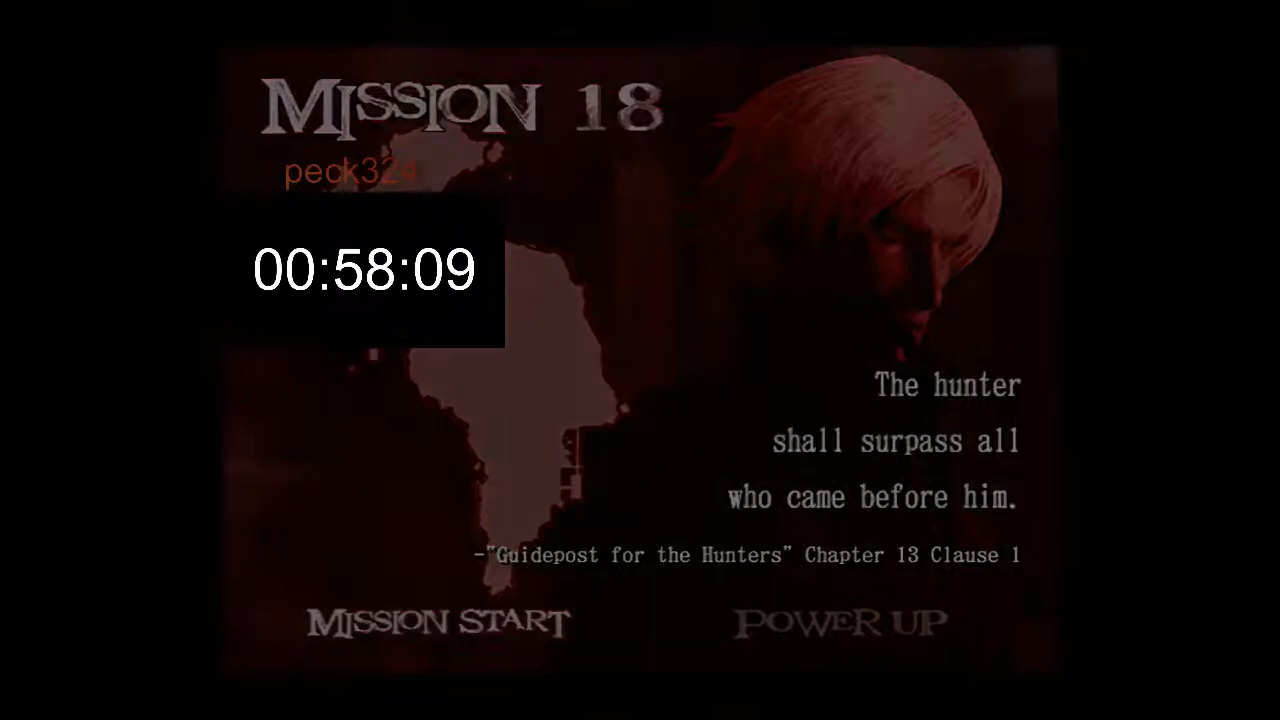 MISSION 18
peck324
00:58:09
The hunter
shall surpass all
who came before him.
-"Guidepost for the Hunters" Chapter 13 Clause 1
MISSION START
POWER UP